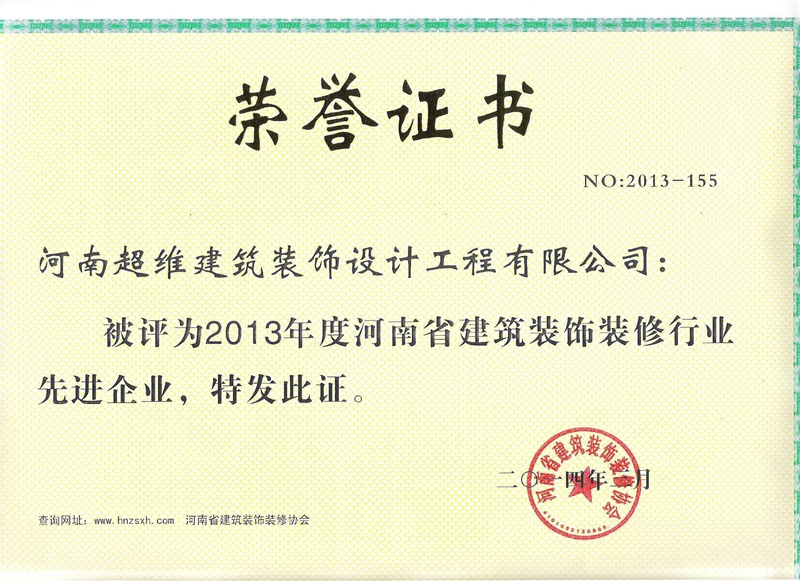 荣誉证书
NO:2013-155
河南超维建筑装饰设计工程有限公司：
被评为2013年度河南省建筑装饰装修行业
先进企业，特发此证。
河南省建筑装饰装修协会
二〇一四年 月
查询网址：www.hnzsxh.com 河南省建筑装饰装修协会